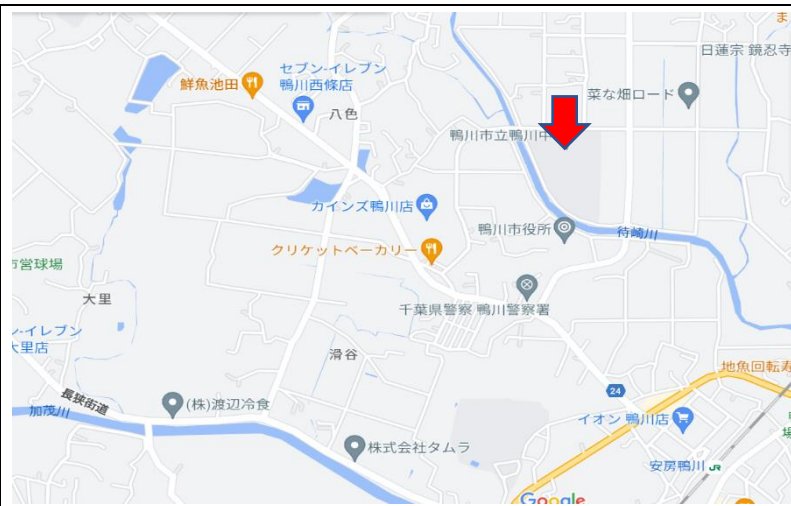 ま
日蓮宗 鏡忍寺
セブン-イレブン
鴨川西條店
鮮魚池田
八色
菜な畑ロード
鴨川市立鴨川中
カインズ鴨川店
鴨川市役所
待崎川
クリケットベーカリー
市営球場
大里
千葉県警察 鴨川警察署
ン-イレブン
大里店
滑谷
地魚回転寿
24
長狭街道
(株)渡辺冷食
加茂川
イオン 鴨川店
場
株式会社タムラ
安房鴨川 JR
Google